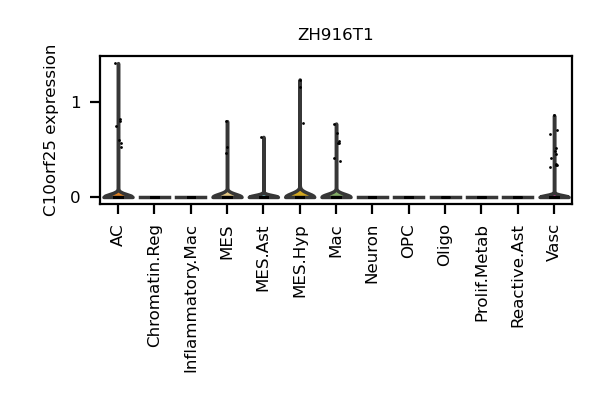 ZH916T1
C10orf25 expression
1
0
AC
Chromatin.Reg
Inflammatory.Mac
MES
MES.Ast
MES.Hyp
Mac
Neuron
OPC
Oligo
Prolif.Metab
Reactive.Ast
Vasc